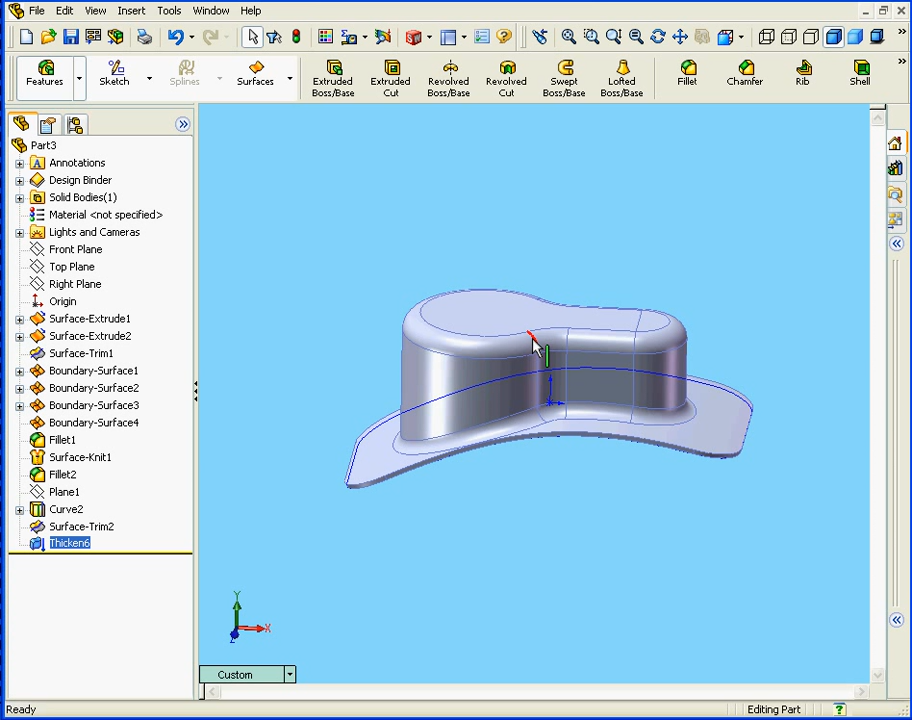 File Edit View Insert Tools Window Help
Features Sketch Splines Surfaces Extruded Boss/Base Extruded Cut Revolved Boss/Base Revolved Cut Swept Boss/Base Lofted Boss/Base Fillet Chamfer Rib Shell
Part3
Annotations
Design Binder
Solid Bodies(1)
Material <not specified>
Lights and Cameras
Front Plane
Top Plane
Right Plane
Origin
Surface-Extrude1
Surface-Extrude2
Surface-Trim1
Boundary-Surface1
Boundary-Surface2
Boundary-Surface3
Boundary-Surface4
Fillet1
Surface-Knit1
Fillet2
Plane1
Curve2
Surface-Trim2
Thicken6
Y
X
Z
Custom
Ready Editing Part